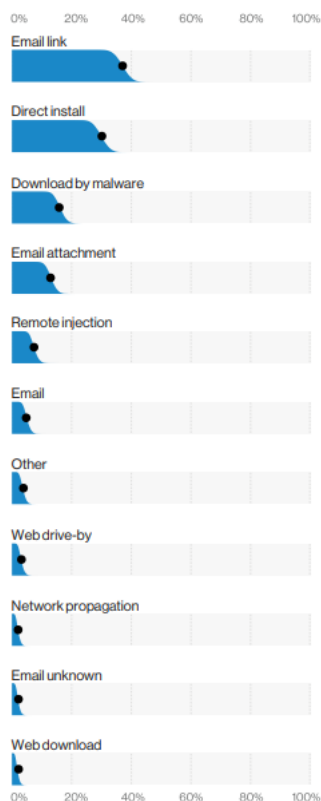 0% 20% 40% 60% 80% 100%
Email link
Direct install
Download by malware
Email attachment
Remote injection
Email
Other
Web drive-by
Network propagation
Email unknown
Web download
0% 20% 40% 60% 80% 100%